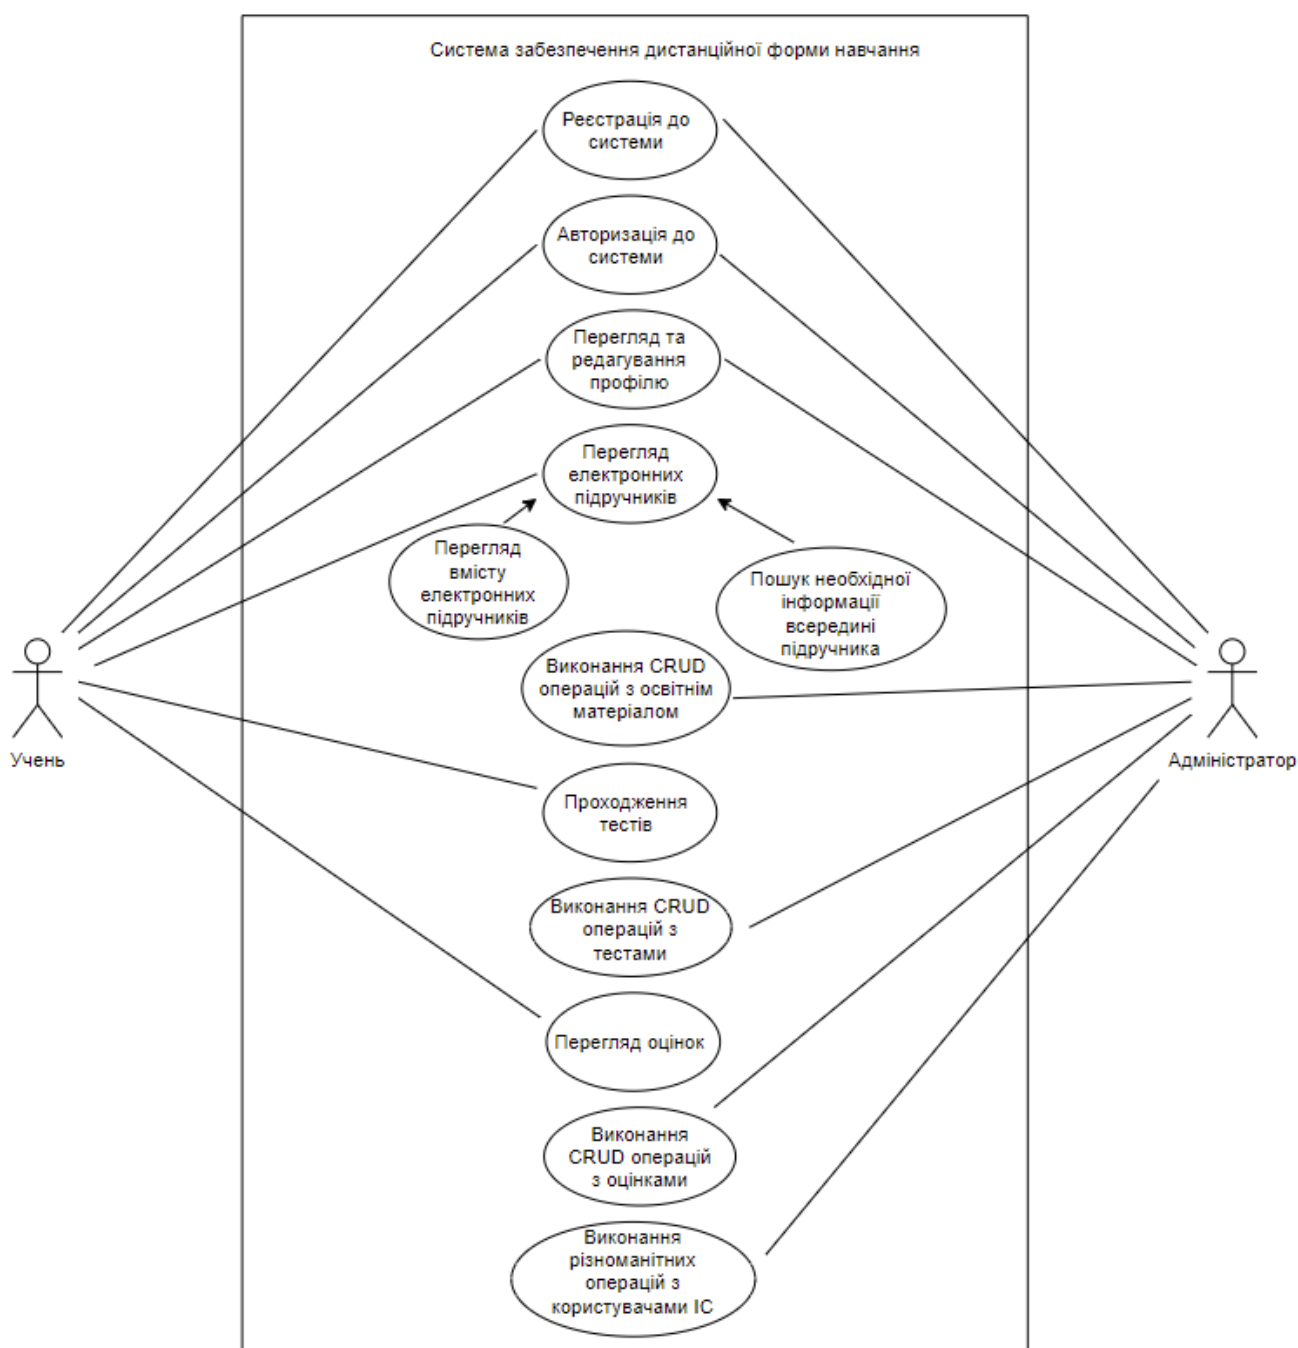 Система забезпечення дистанційної форми навчання
Реєстрація до
системи
Авторизація до
системи
Перегляд та
редагування
профілю
Перегляд
електронних
підручників
Перегляд
вмісту
електронних
підручників
Пошук необхідної
інформації
всередині
підручника
Виконання CRUD
операцій з освітнім
матеріалом
Учень
Адміністратор
Проходження
тестів
Виконання CRUD
операцій з
тестами
Перегляд оцінок
Виконання
CRUD операцій
з оцінками
Виконання
різноманітних
операцій з
користувачами ІС